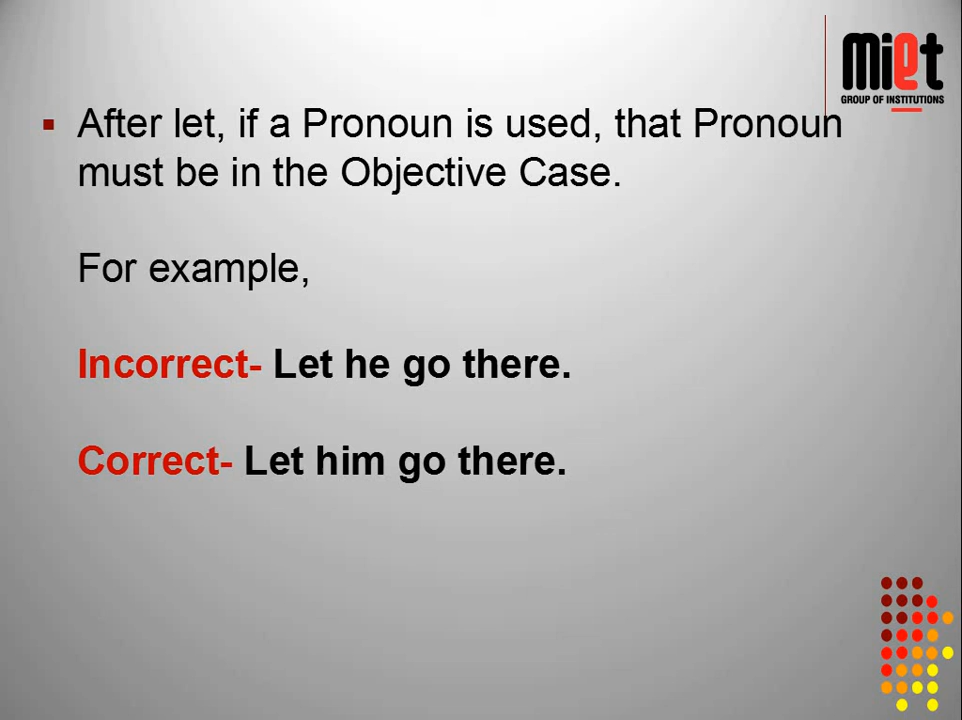 miet
GROUP OF INSTITUTIONS
After let, if a Pronoun is used, that Pronoun
must be in the Objective Case.
For example,
Incorrect- Let he go there.
Correct- Let him go there.